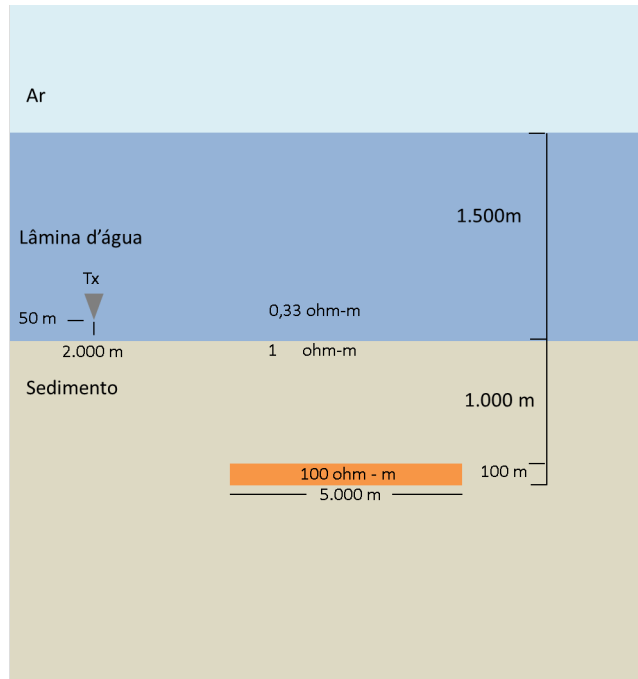 Ar
1.500m
Lâmina d'água
Tx
0,33 ohm-m
50 m
2.000 m
1 ohm-m
Sedimento
1.000 m
100 ohm - m
100 m
5.000 m